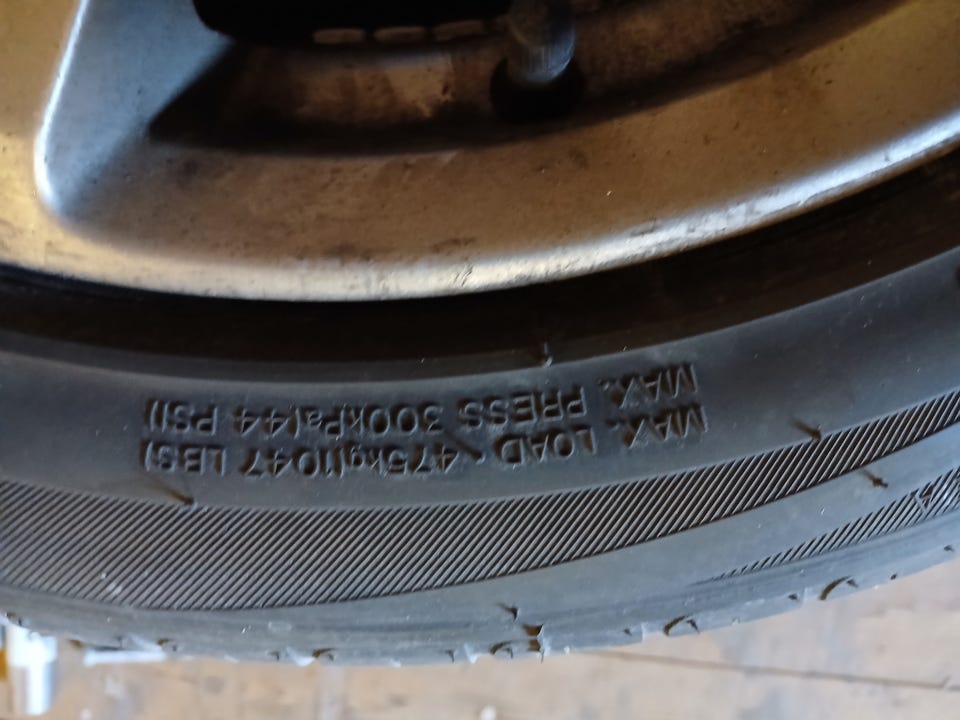 MAX. LOAD 475kg(1047 LBS)
MAX. PRESS 300kPa(44 PSI)